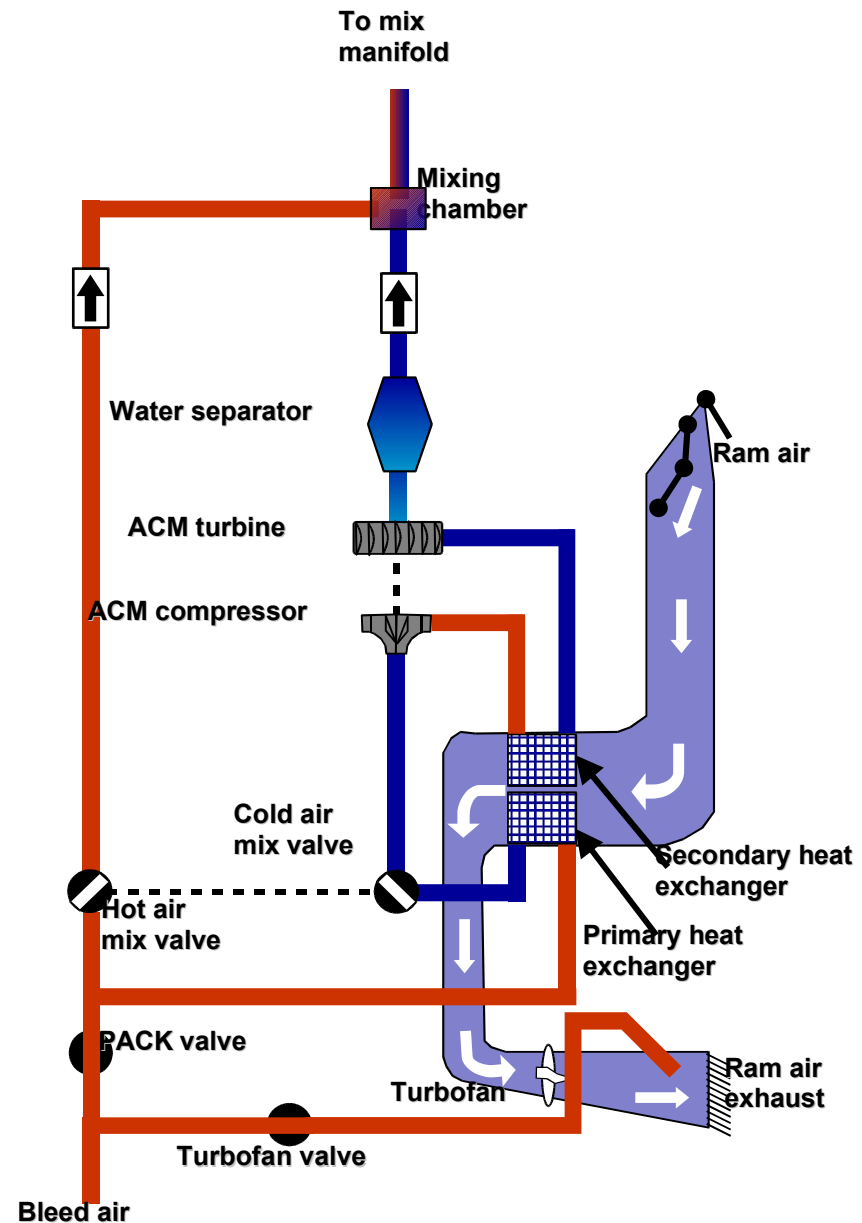 To mix
manifold
Mixing
chamber
Water separator
Ram air
ACM turbine
ACM compressor
Cold air
mix valve
Secondary heat
exchanger
Hot air
mix valve
Primary heat
exchanger
PACK valve
Ram air
exhaust
Turbofan
Turbofan valve
Bleed air